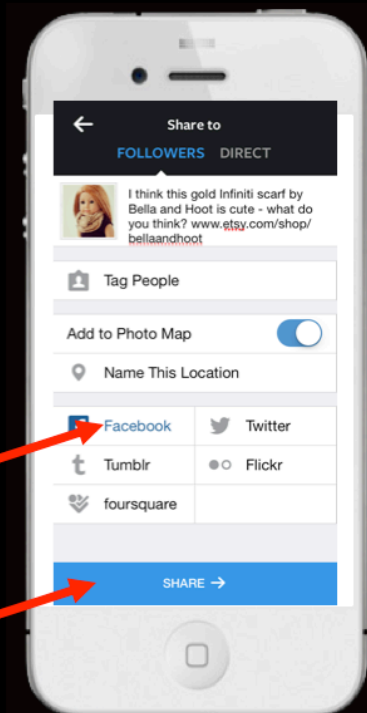 Share to
FOLLOWERS DIRECT
I think this gold Infiniti scarf by
Bella and Hoot is cute - what do
you think? www.etsy.com/shop/
bellaandhoot
Tag People
Add to Photo Map
Name This Location
Facebook Twitter
Tumblr Flickr
foursquare
SHARE →